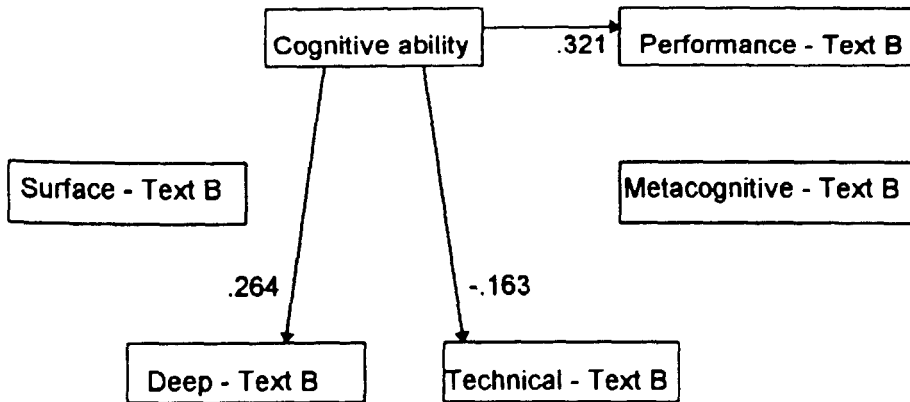 Cognitive ability
.321
Performance - Text B
Surface - Text B
Metacognitive - Text B
.264
-.163
Deep - Text B
Technical - Text B